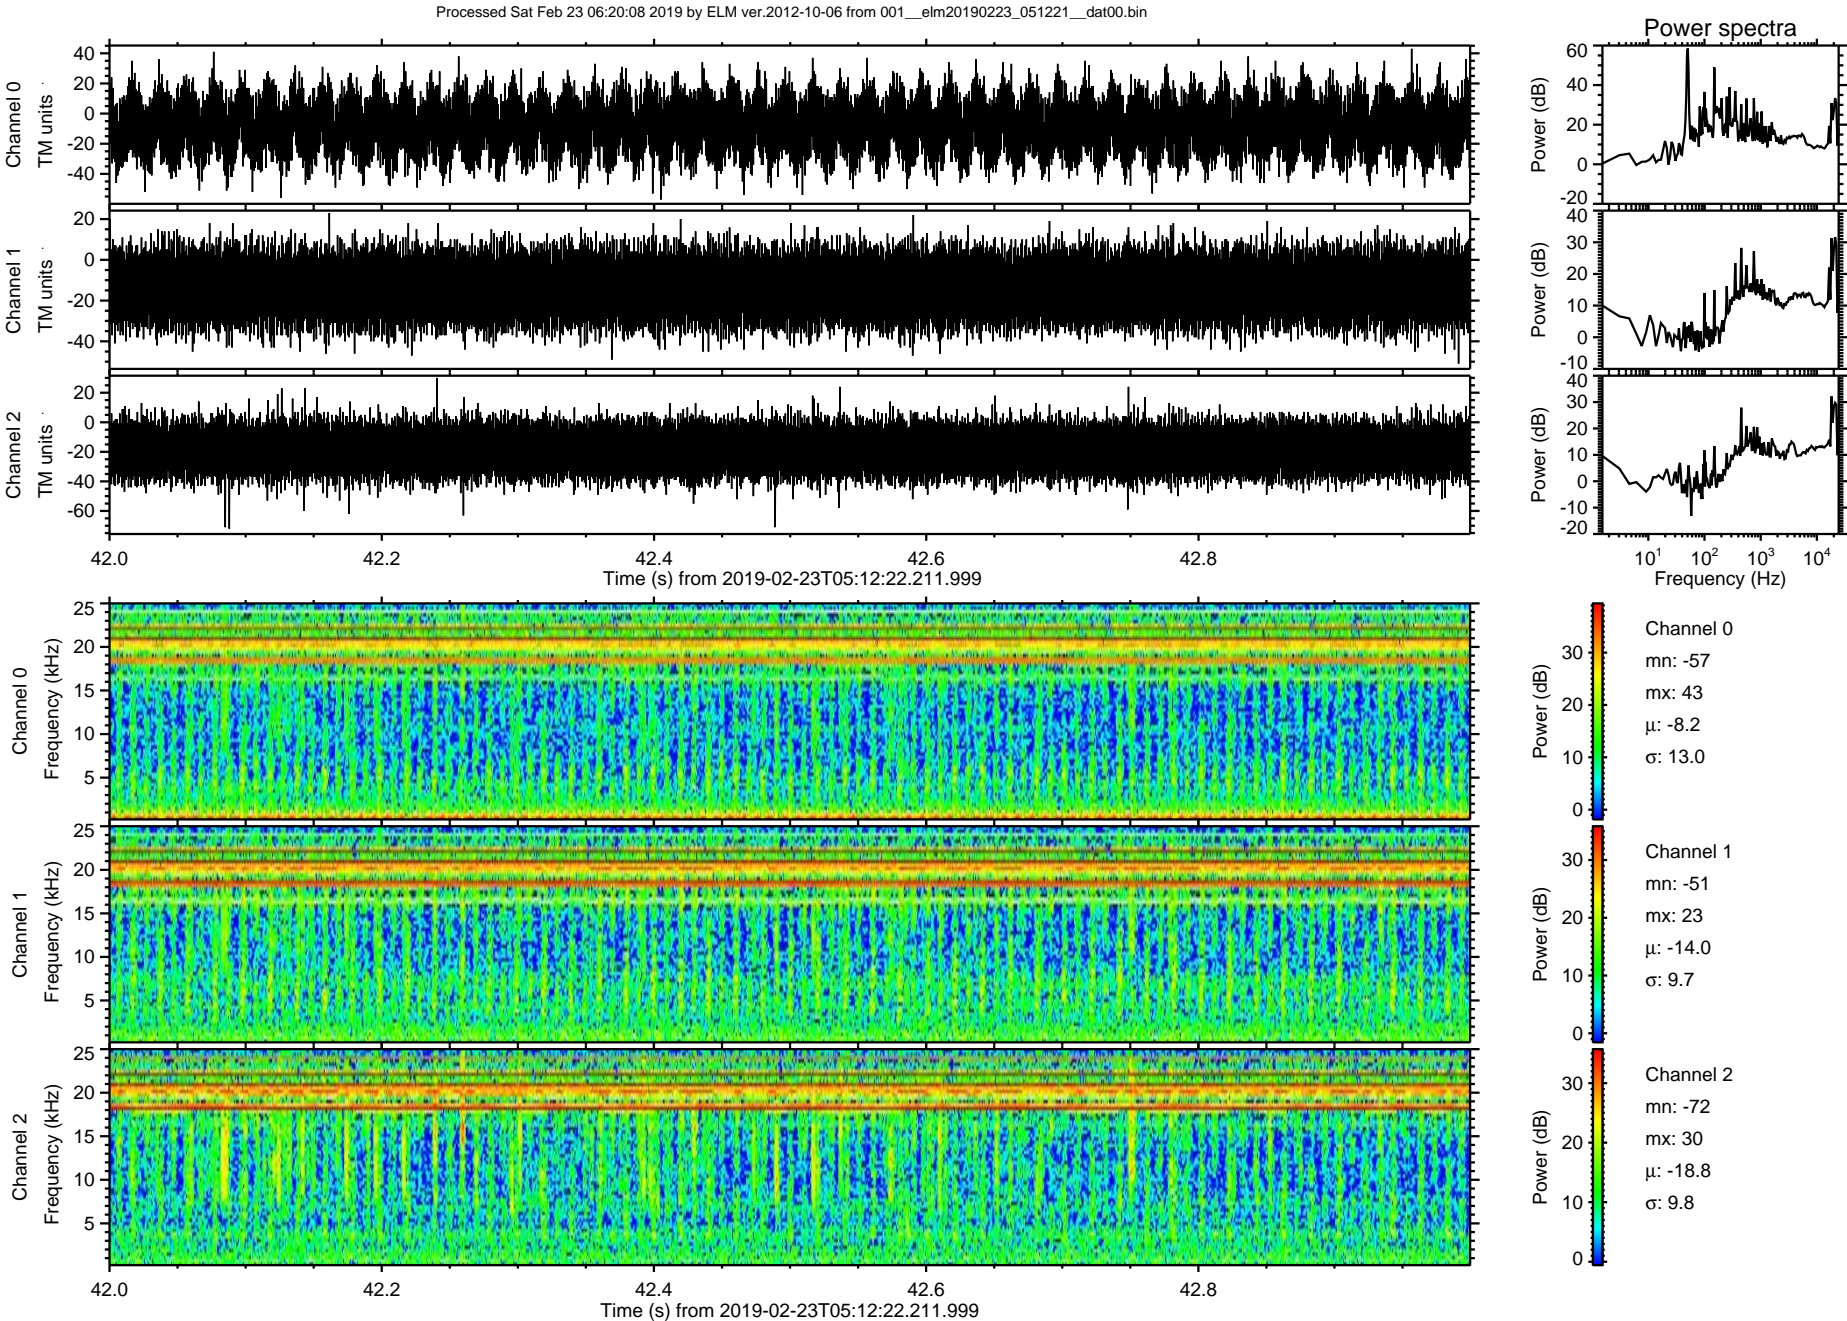 Processed Sat Feb 23 06:20:08 2019 by ELM ver.2012-10-06 from 001__elm20190223_051221__dat00.bin
Power spectra
Channel 0
TM units
40
20
0
-20
-40
Power (dB)
60
40
20
0
-20
Channel 1
TM units
20
0
-20
-40
Power (dB)
40
30
20
10
0
-10
Channel 2
TM units
20
0
-20
-40
-60
Power (dB)
40
30
20
10
0
-10
-20
42.0 42.2 42.4 42.6 42.8
Time (s) from 2019-02-23T05:12:22.211.999
10¹ 10² 10³ 10⁴
Frequency (Hz)
Channel 0
Frequency (kHz)
25
20
15
10
5
Power (dB)
30
20
10
0
Channel 0
mn: -57
mx: 43
μ: -8.2
σ: 13.0
Channel 1
Frequency (kHz)
25
20
15
10
5
Power (dB)
30
20
10
0
Channel 1
mn: -51
mx: 23
μ: -14.0
σ: 9.7
Channel 2
Frequency (kHz)
25
20
15
10
5
Power (dB)
30
20
10
0
Channel 2
mn: -72
mx: 30
μ: -18.8
σ: 9.8
42.0 42.2 42.4 42.6 42.8
Time (s) from 2019-02-23T05:12:22.211.999